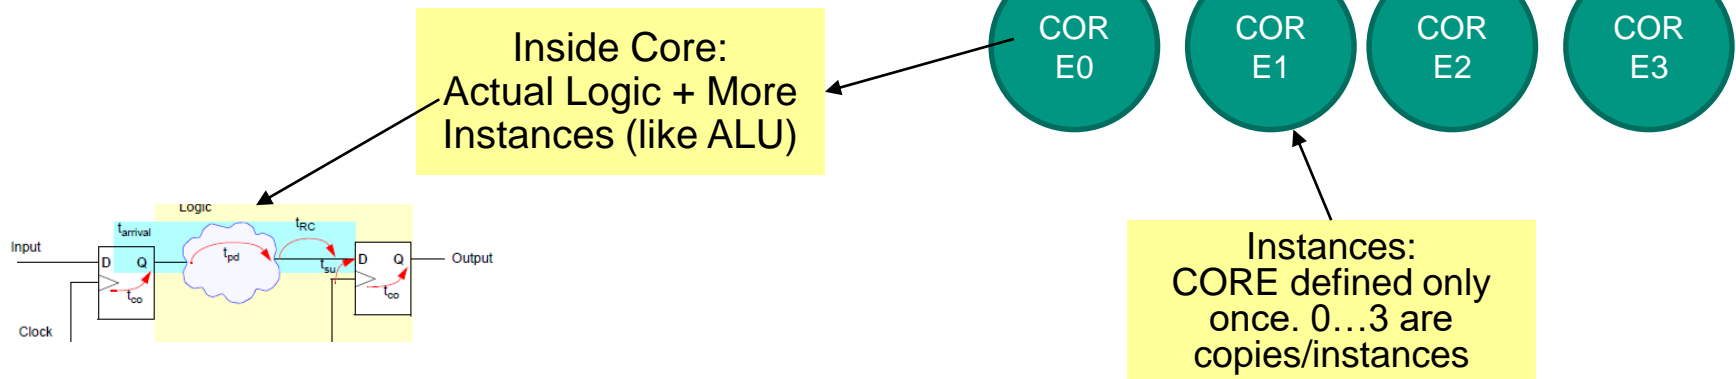 Inside Core:
Actual Logic + More
Instances (like ALU)
COR
E0
COR
E1
COR
E2
COR
E3
Logic
tarrival
tRC
Input
tpd
D
Q
tsu
D
Q
Output
tco
tco
Clock
Instances:
CORE defined only
once. 0…3 are
copies/instances